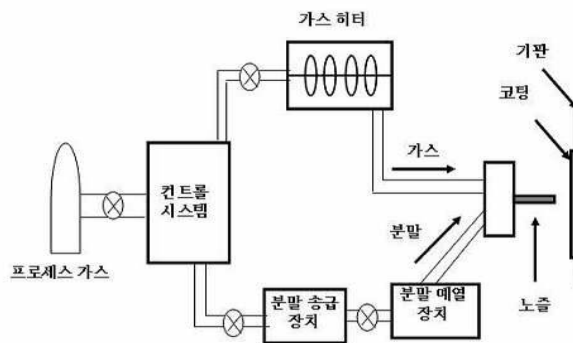 가스 히터
기판
코팅
가스
컨트롤
시스템
분말
프로세스 가스
분말 송급
장치
분말 예열
장치
노즐